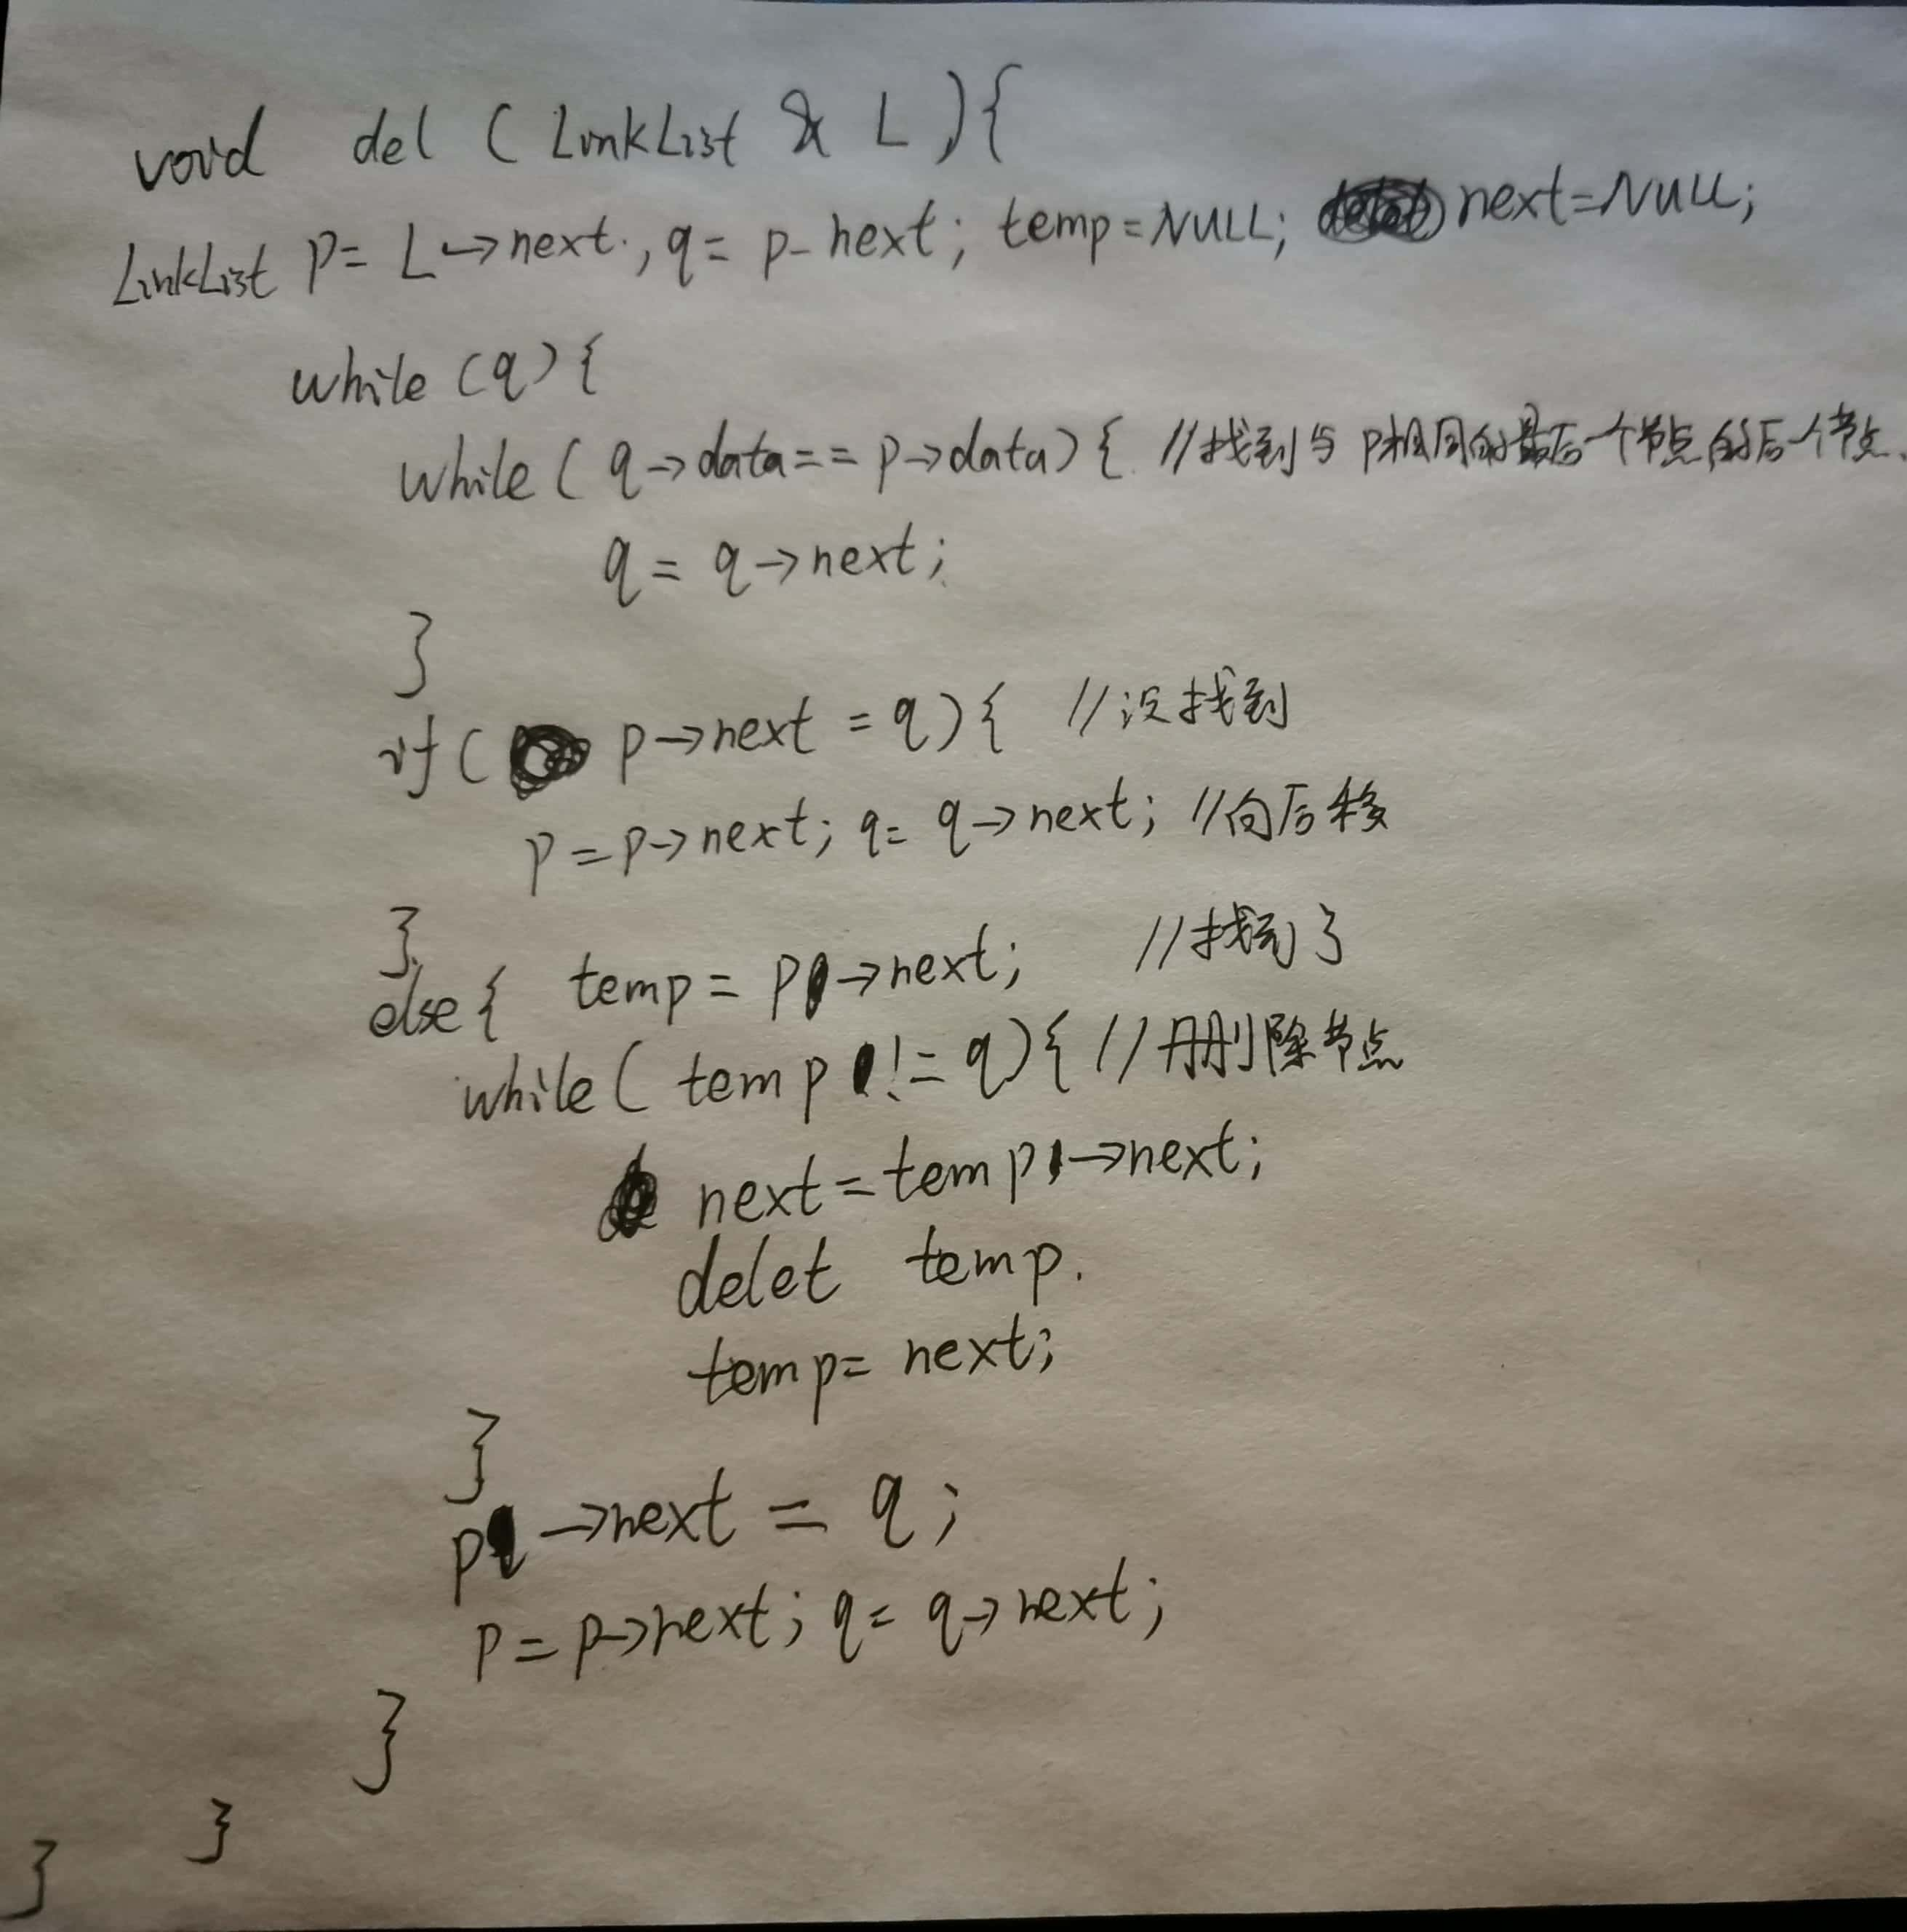 void del ( LinkList & L ){
LinkList p= L->next, q= p-next; temp=NULL; next=NULL;
while (q) {
while ( q->data== p->data) { //找到与p相同的最后一个节点的后一个节点.
q = q->next;
}
if ( p->next = q) { //没找到
p=p->next; q= q->next; //向后移
}
else { temp= p->next; //找到了
while ( temp != q) { //删除节点
next=temp->next;
delet temp.
temp= next;
}
p->next = q;
p= p->next; q= q->next;
}
}
}